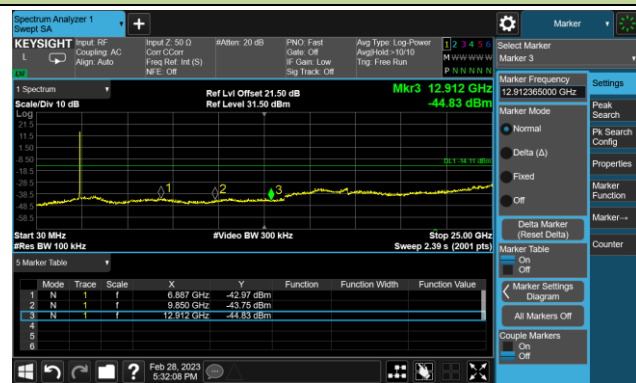 Spectrum Analyzer 1
Swept SA
+
Marker
KEYSIGHT
L
Input: RF
Coupling: AC
Align: Auto
Input Z: 50 Ω
Corr CCorr
Freq Ref: Int (S)
NFE: Off
#Atten: 20 dB
PNO: Fast
Gate: Off
IF Gain: Low
Sig Track: Off
Avg Type: Log-Power
Avg|Hold:>10/10
Trig: Free Run
1 2 3 4 5 6
M W W W W W
P N N N N N
Select Marker
Marker 3
1 Spectrum
Scale/Div 10 dB
Log
Ref Lvl Offset 21.50 dB
Ref Level 31.50 dBm
Mkr3 12.912 GHz
-44.83 dBm
21.5
11.5
1.50
-8.50
-18.5
-28.5
-38.5
-48.5
-58.5
DL1 -14.11 dBm
1
2
3
Start 30 MHz
#Res BW 100 kHz
#Video BW 300 kHz
Stop 25.00 GHz
Sweep 2.39 s (2001 pts)
5 Marker Table
Mode Trace Scale X Y Function Function Width Function Value
1 N 1 f 6.887 GHz -42.97 dBm
2 N 1 f 9.850 GHz -43.75 dBm
3 N 1 f 12.912 GHz -44.83 dBm
4
5
6
Marker Frequency
12.912365000 GHz
Marker Mode
Normal
Delta (Δ)
Fixed
Off
Delta Marker
(Reset Delta)
Marker Table
On
Off
Marker Settings
Diagram
All Markers Off
Couple Markers
On
Off
Settings
Peak
Search
Pk Search
Config
Properties
Marker
Function
Marker→
Counter
?
Feb 28, 2023
5:32:08 PM